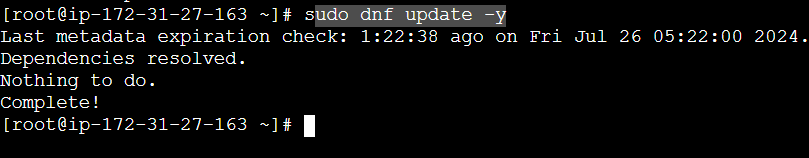 [root@ip-172-31-27-163 ~]# sudo dnf update -y
Last metadata expiration check: 1:22:38 ago on Fri Jul 26 05:22:00 2024.
Dependencies resolved.
Nothing to do.
Complete!
[root@ip-172-31-27-163 ~]#